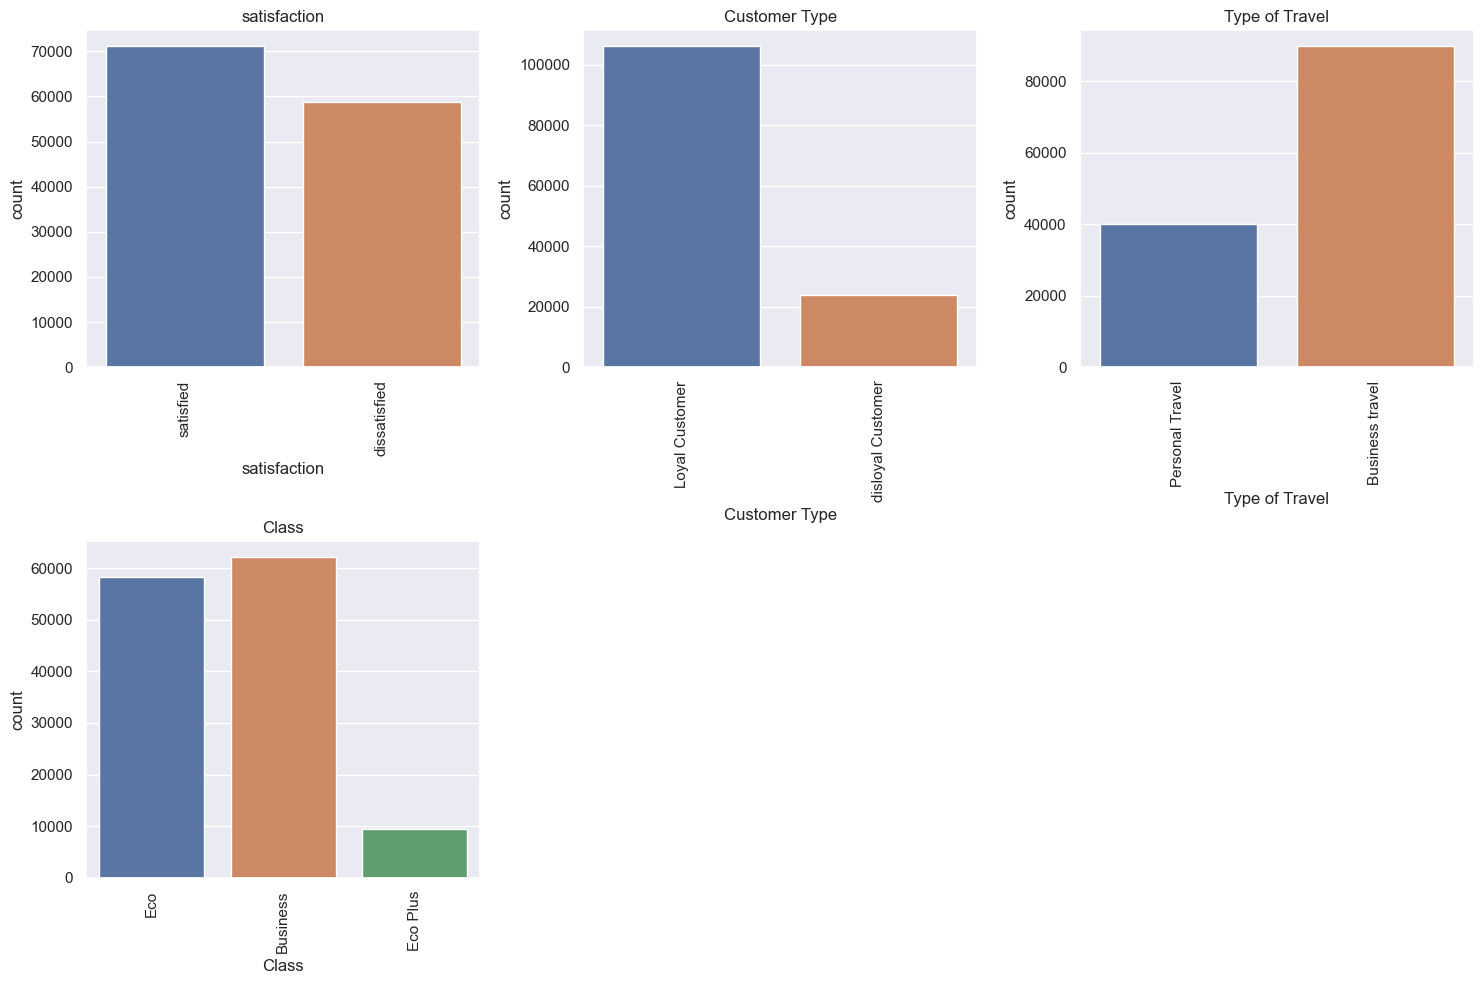 satisfaction
70000
60000
50000
40000
30000
20000
10000
0
count
satisfied
dissatisfied
satisfaction
Customer Type
100000
80000
60000
40000
20000
0
count
Loyal Customer
disloyal Customer
Customer Type
Type of Travel
80000
60000
40000
20000
0
count
Personal Travel
Business travel
Type of Travel
Class
60000
50000
40000
30000
20000
10000
0
count
Eco
Business
Eco Plus
Class